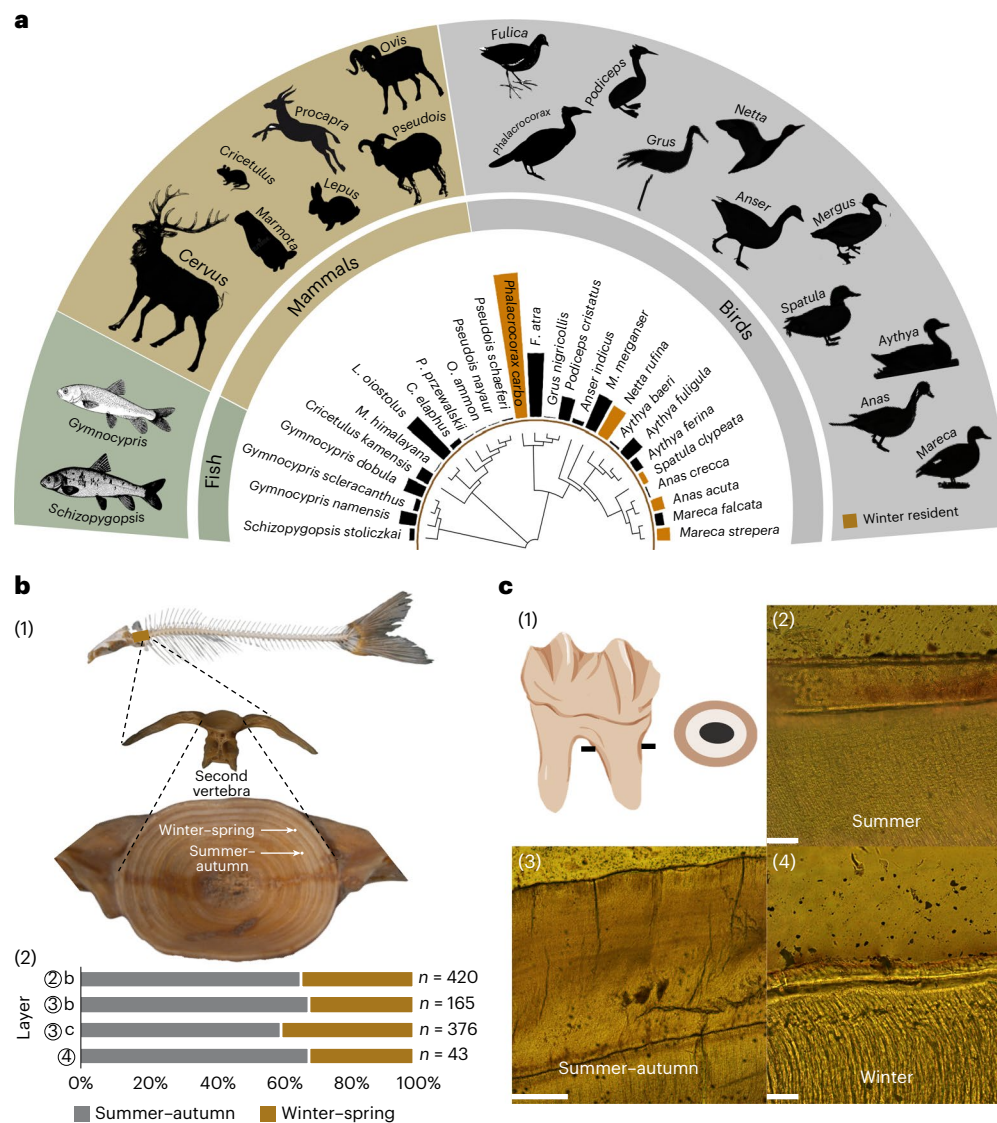 a
Ovis
Procapra
Pseudois
Cricetulus
Lepus
Marmota
Cervus
Fulica
Podiceps
Phalacrocorax
Grus
Netta
Anser
Mergus
Spatula
Aythya
Anas
Mareca
Gymnocypris
Schizopygopsis
Fish
Mammals
Birds
Schizopygopsis stoliczkai
Gymnocypris namensis
Gymnocypris scleracanthus
Gymnocypris dobula
Cricetulus kamensis
M. himalayana
L. oiostolus
C. elaphus
P. przewalskii
O. ammon
Pseudois nayaur
Pseudois schaeferi
Phalacrocorax carbo
F. atra
Grus nigricollis
Podiceps cristatus
Anser indicus
M. merganser
Netta rufina
Aythya baeri
Aythya fuligula
Aythya ferina
Spatula clypeata
Anas crecca
Anas acuta
Mareca falcata
Mareca strepera
Winter resident
b
(1)
Second
vertebra
Winter–spring
Summer–
autumn
(2)
Layer
② b n = 420
③ b n = 165
③ c n = 376
④ n = 43
0% 20% 40% 60% 80% 100%
Summer–autumn Winter–spring
c
(1)
(2)
Summer
(3)
Summer–autumn
(4)
Winter